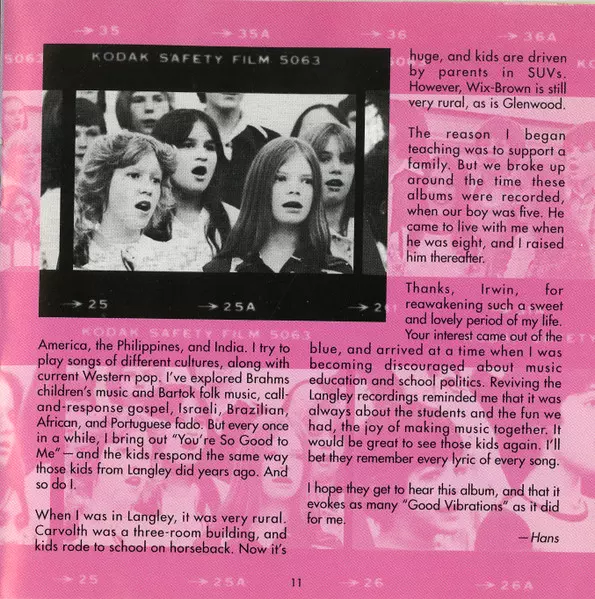 35
35A
36
36A
5063
KODAK SAFETY FILM 5063
25
25A
KODAK SAFETY FILM 5063
America, the Philippines, and India. I try to
play songs of different cultures, along with
current Western pop. I've explored Brahms
children's music and Bartok folk music, call-
and-response gospel, Israeli, Brazilian,
African, and Portuguese fado. But every once
in a while, I bring out "You're So Good to
Me" — and the kids respond the same way
those kids from Langley did years ago. And
so do I.
When I was in Langley, it was very rural.
Carvolth was a three-room building, and
kids rode to school on horseback. Now it's
huge, and kids are driven
by parents in SUVs.
However, Wix-Brown is still
very rural, as is Glenwood.
The reason I began
teaching was to support a
family. But we broke up
around the time these
albums were recorded,
when our boy was five. He
came to live with me when
he was eight, and I raised
him thereafter.
Thanks, Irwin, for
reawakening such a sweet
and lovely period of my life.
Your interest came out of the
blue, and arrived at a time when I was
becoming discouraged about music
education and school politics. Reviving the
Langley recordings reminded me that it was
always about the students and the fun we
had, the joy of making music together. It
would be great to see those kids again. I'll
bet they remember every lyric of every song.
I hope they get to hear this album, and that it
evokes as many "Good Vibrations" as it did
for me.
— Hans
25
25A
11
26
26A